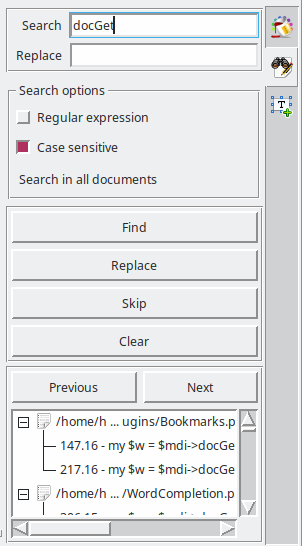 Search docGet
Replace
Search options
Regular expression
Case sensitive
Search in all documents
Find
Replace
Skip
Clear
Previous Next
/home/h ... ugins/Bookmarks.p
147.16 - my $w = $mdi->docGe
217.16 - my $w = $mdi->docGe
/home/h ... /WordCompletion.p